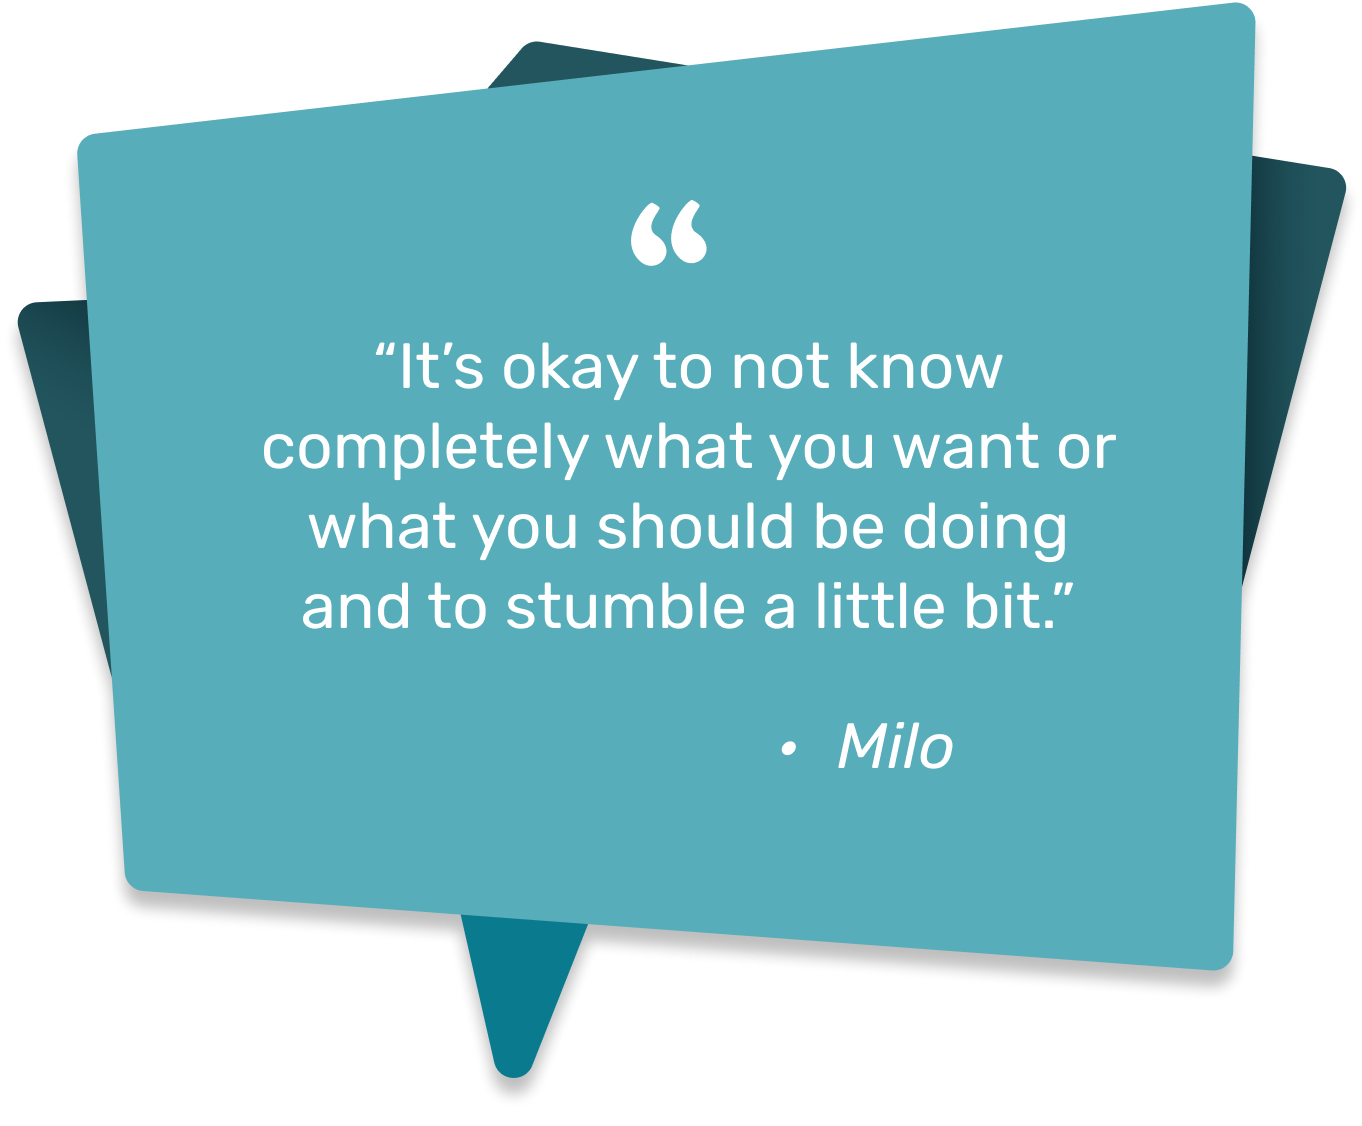 “
“It’s okay to not know
completely what you want or
what you should be doing
and to stumble a little bit.”
• Milo